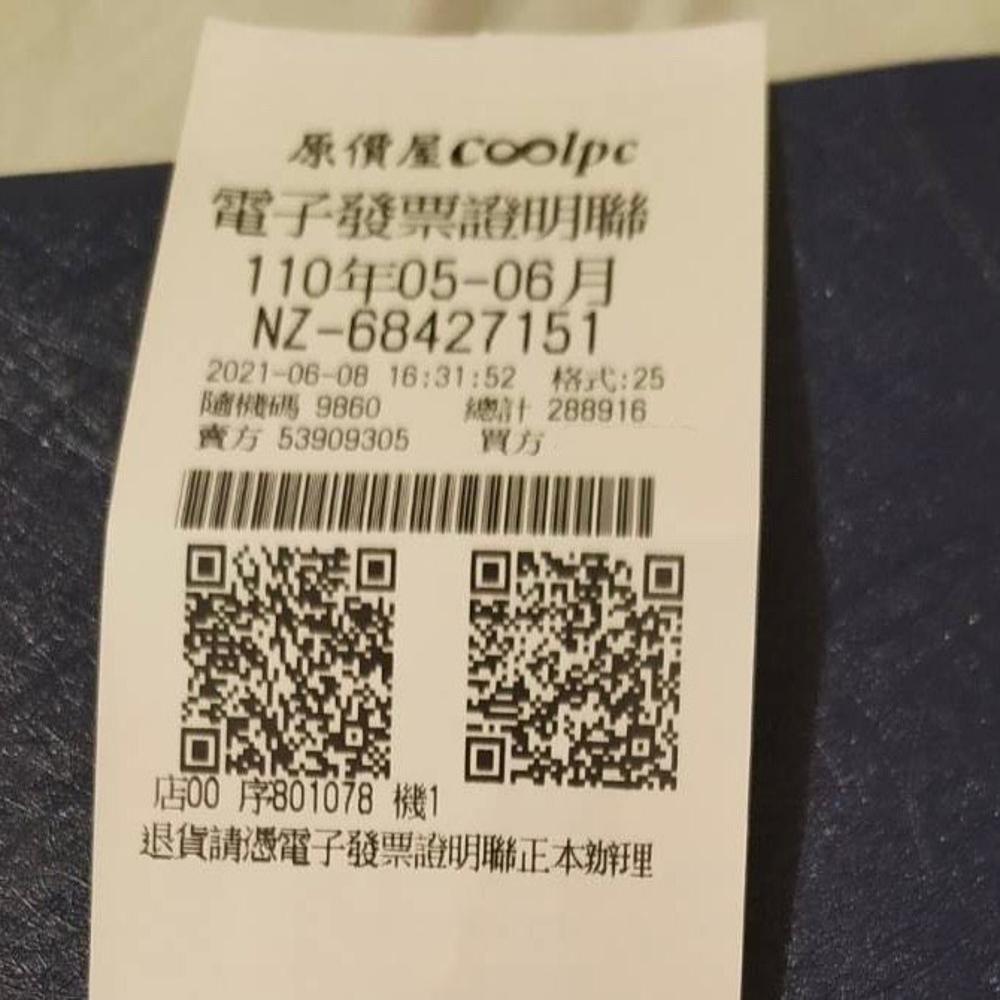 原價屋coolpc
電子發票證明聯
110年05-06月
NZ-68427151
2021-06-08 16:31:52 格式:25
隨機碼 9860 總計 288916
賣方 53909305 買方
店00 序801078 機1
退貨請憑電子發票證明聯正本辦理